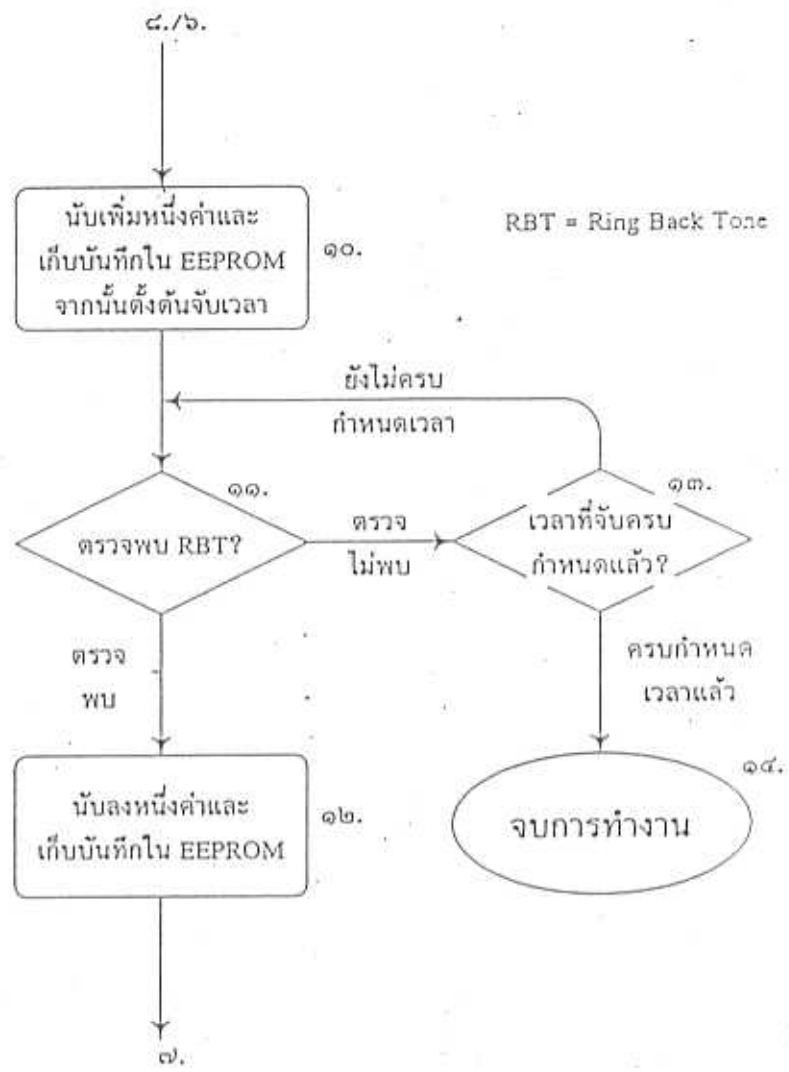 ๘./๖.
นับเพิ่มหนึ่งค่าและ
เก็บบันทึกใน EEPROM
จากนั้นตั้งต้นจับเวลา
๑๐.
RBT = Ring Back Tone
ยังไม่ครบ
กำหนดเวลา
๑๑.
ตรวจพบ RBT?
ตรวจ
ไม่พบ
๑๓.
เวลาที่จับครบ
กำหนดแล้ว?
ตรวจ
พบ
ครบกำหนด
เวลาแล้ว
นับลงหนึ่งค่าและ
เก็บบันทึกใน EEPROM
๑๒.
๑๔.
จบการทำงาน
๗.